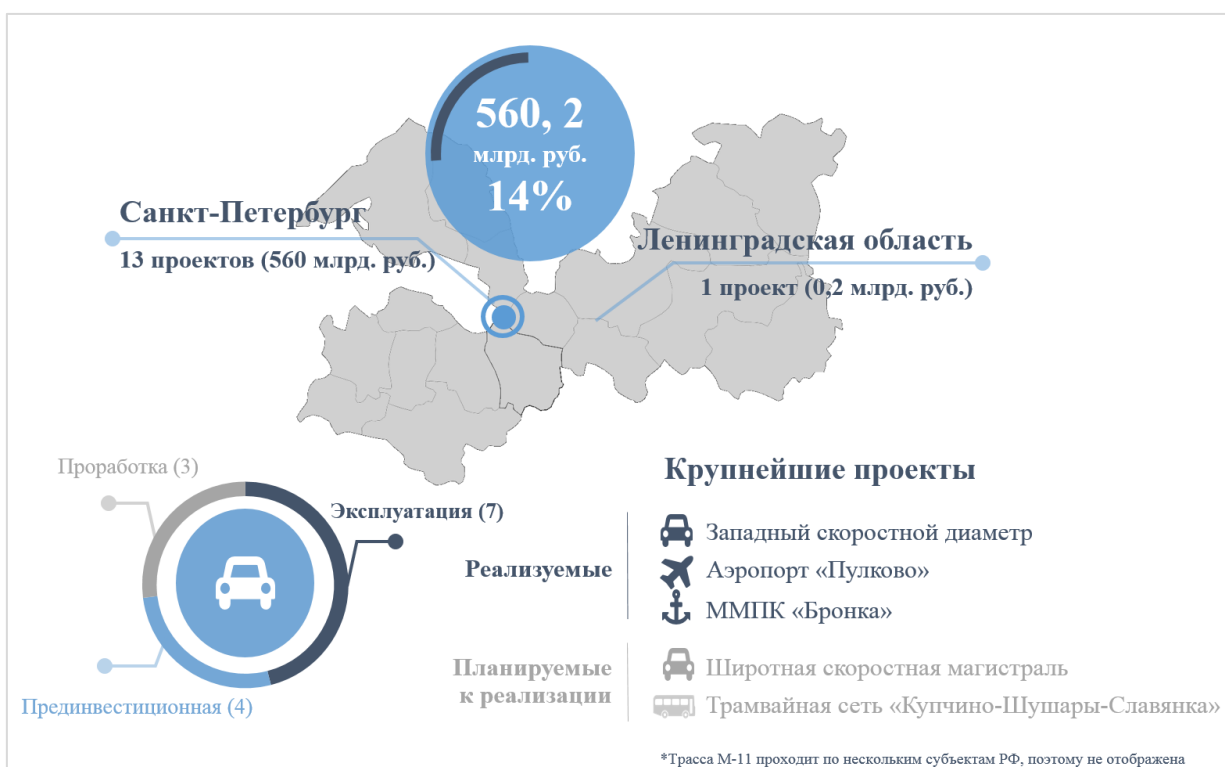 560, 2
млрд. руб.
14%
Санкт-Петербург
13 проектов (560 млрд. руб.)
Ленинградская область
1 проект (0,2 млрд. руб.)
Проработка (3)
Эксплуатация (7)
Прединвестиционная (4)
Крупнейшие проекты
Реализуемые
Западный скоростной диаметр
Аэропорт «Пулково»
ММПК «Бронка»
Планируемые
к реализации
Широтная скоростная магистраль
Трамвайная сеть «Купчино-Шушары-Славянка»
*Трасса М-11 проходит по нескольким субъектам РФ, поэтому не отображена